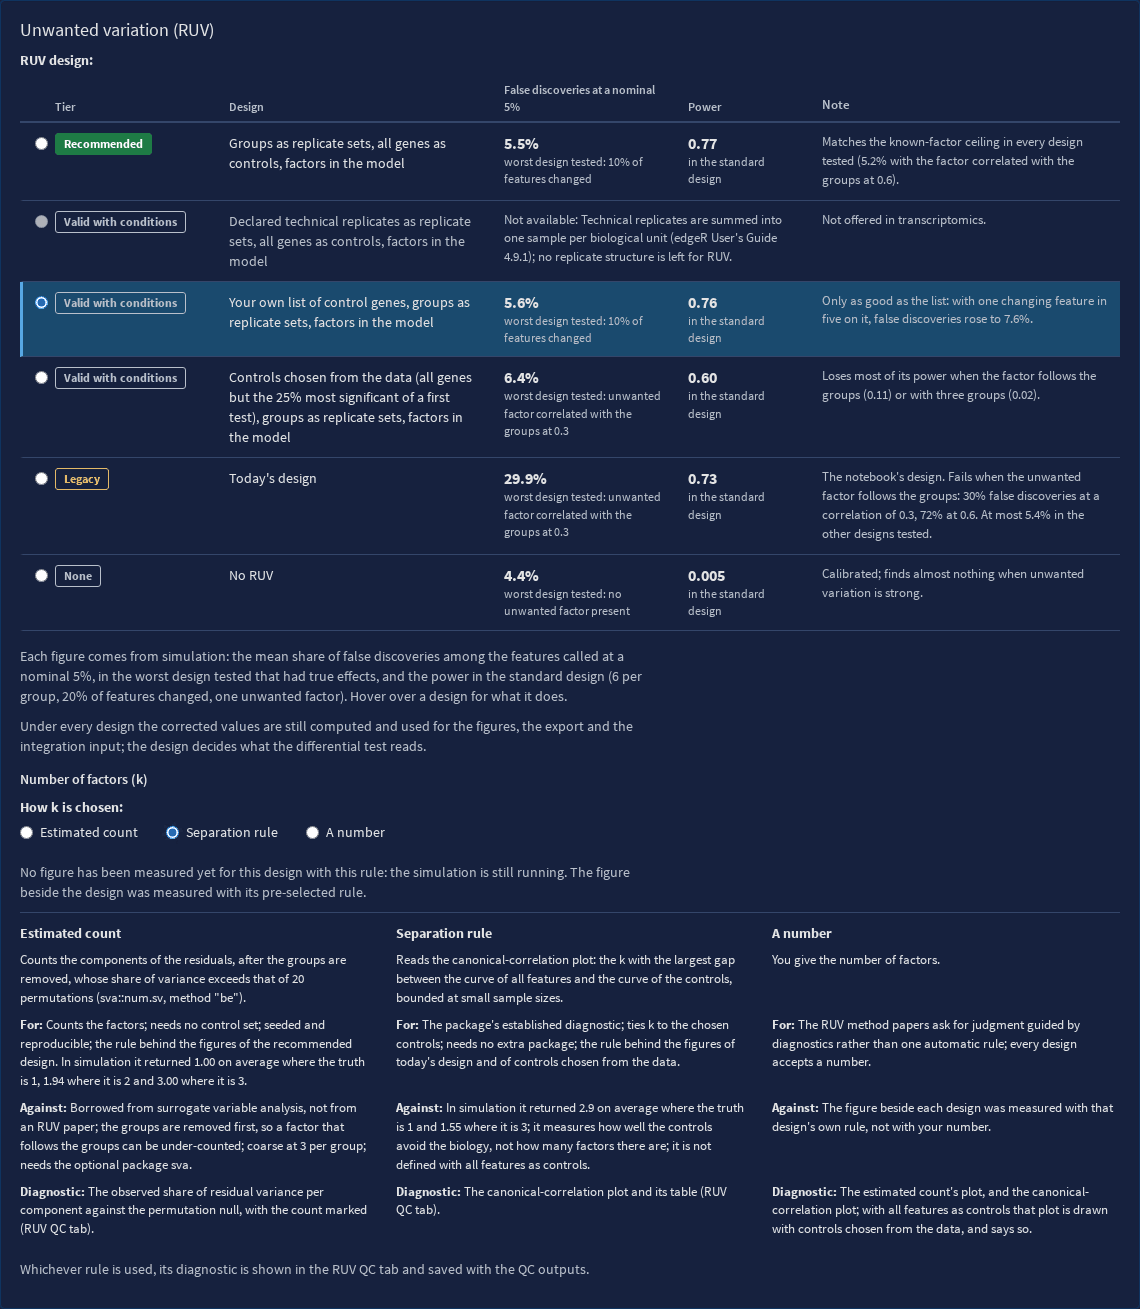 Unwanted variation (RUV)
RUV design:
Tier
Design
False discoveries at a nominal
5%
Power
Note
Recommended
Groups as replicate sets, all genes as
controls, factors in the model
5.5%
worst design tested: 10% of
features changed
0.77
in the standard
design
Matches the known-factor ceiling in every design
tested (5.2% with the factor correlated with the
groups at 0.6).
Valid with conditions
Declared technical replicates as replicate
sets, all genes as controls, factors in the
model
Not available: Technical replicates are summed into
one sample per biological unit (edgeR User's Guide
4.9.1); no replicate structure is left for RUV.
Not offered in transcriptomics.
Valid with conditions
Your own list of control genes, groups as
replicate sets, factors in the model
5.6%
worst design tested: 10% of
features changed
0.76
in the standard
design
Only as good as the list: with one changing feature in
five on it, false discoveries rose to 7.6%.
Valid with conditions
Controls chosen from the data (all genes
but the 25% most significant of a first
test), groups as replicate sets, factors in
the model
6.4%
worst design tested: unwanted
factor correlated with the
groups at 0.3
0.60
in the standard
design
Loses most of its power when the factor follows the
groups (0.11) or with three groups (0.02).
Legacy
Today's design
29.9%
worst design tested: unwanted
factor correlated with the
groups at 0.3
0.73
in the standard
design
The notebook's design. Fails when the unwanted
factor follows the groups: 30% false discoveries at a
correlation of 0.3, 72% at 0.6. At most 5.4% in the
other designs tested.
None
No RUV
4.4%
worst design tested: no
unwanted factor present
0.005
in the standard
design
Calibrated; finds almost nothing when unwanted
variation is strong.
Each figure comes from simulation: the mean share of false discoveries among the features called at a
nominal 5%, in the worst design tested that had true effects, and the power in the standard design (6 per
group, 20% of features changed, one unwanted factor). Hover over a design for what it does.
Under every design the corrected values are still computed and used for the figures, the export and the
integration input; the design decides what the differential test reads.
Number of factors (k)
How k is chosen:
Estimated count
Separation rule
A number
No figure has been measured yet for this design with this rule: the simulation is still running. The figure
beside the design was measured with its pre-selected rule.
Estimated count
Counts the components of the residuals, after the groups are
removed, whose share of variance exceeds that of 20
permutations (sva::num.sv, method "be").
For: Counts the factors; needs no control set; seeded and
reproducible; the rule behind the figures of the recommended
design. In simulation it returned 1.00 on average where the truth
is 1, 1.94 where it is 2 and 3.00 where it is 3.
Against: Borrowed from surrogate variable analysis, not from
an RUV paper; the groups are removed first, so a factor that
follows the groups can be under-counted; coarse at 3 per group;
needs the optional package sva.
Diagnostic: The observed share of residual variance per
component against the permutation null, with the count marked
(RUV QC tab).
Separation rule
Reads the canonical-correlation plot: the k with the largest gap
between the curve of all features and the curve of the controls,
bounded at small sample sizes.
For: The package's established diagnostic; ties k to the chosen
controls; needs no extra package; the rule behind the figures of
today's design and of controls chosen from the data.
Against: In simulation it returned 2.9 on average where the truth
is 1 and 1.55 where it is 3; it measures how well the controls
avoid the biology, not how many factors there are; it is not
defined with all features as controls.
Diagnostic: The canonical-correlation plot and its table (RUV
QC tab).
A number
You give the number of factors.
For: The RUV method papers ask for judgment guided by
diagnostics rather than one automatic rule; every design
accepts a number.
Against: The figure beside each design was measured with that
design's own rule, not with your number.
Diagnostic: The estimated count's plot, and the canonical-
correlation plot; with all features as controls that plot is drawn
with controls chosen from the data, and says so.
Whichever rule is used, its diagnostic is shown in the RUV QC tab and saved with the QC outputs.